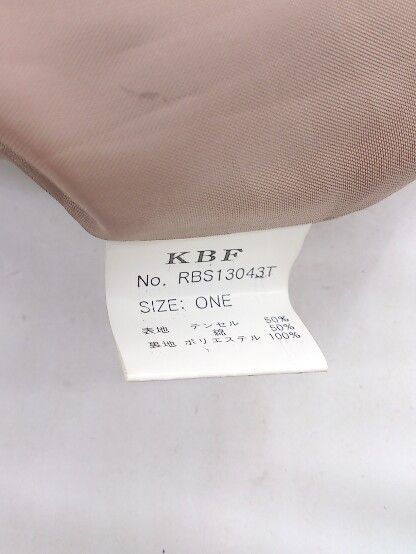 KBF
No. RBS13043T
SIZE: ONE
表地 テンセル 50%
綿 50%
裏地 ポリエステル 100%